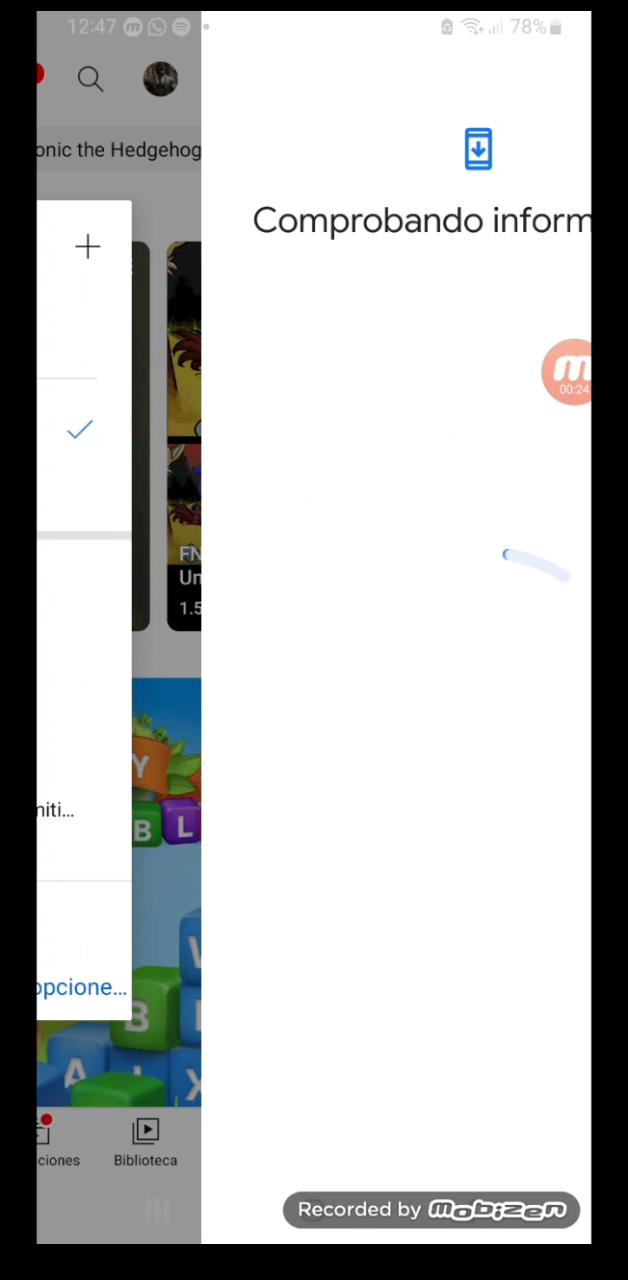 12:47
78%
onic the Hedgehog
Comprobando inform
00:24
FN
Un
1.5
Y
B L
niti...
opcione...
B
A
X
ciones
Biblioteca
Recorded by mobizen